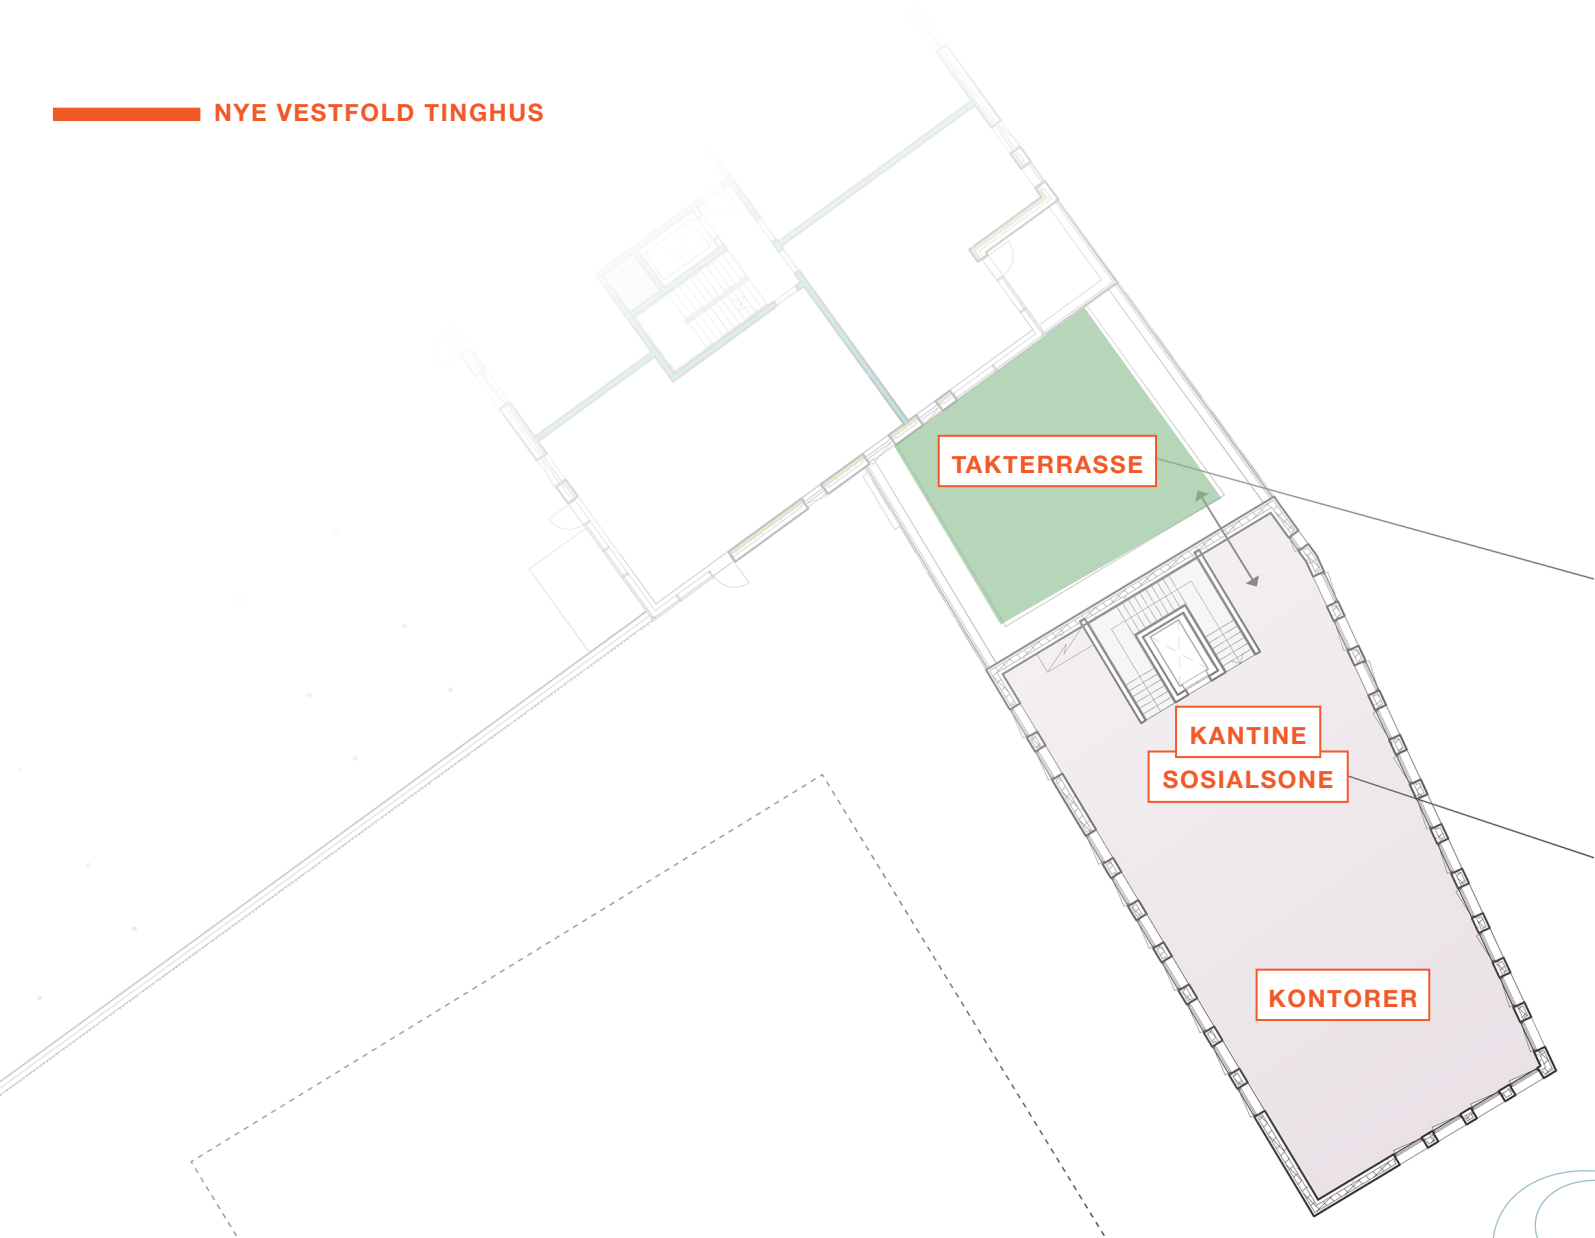 NYE VESTFOLD TINGHUS
TAKTERRASSE
KANTINE
SOSIALSONE
KONTORER